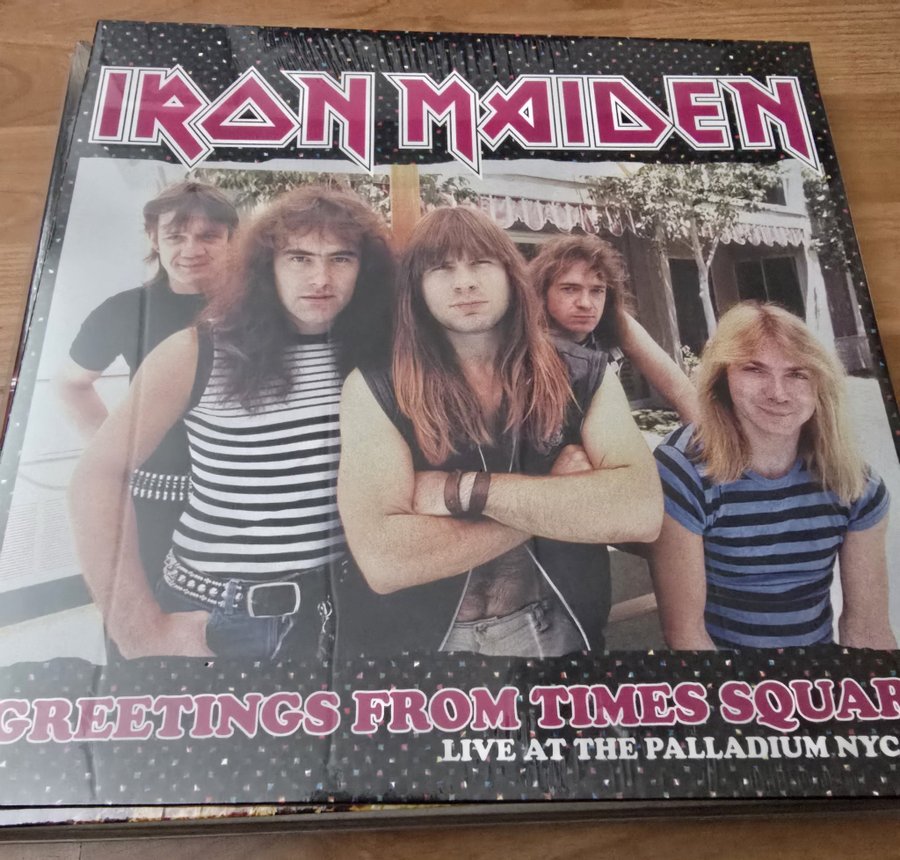 IRON MAIDEN
GREETINGS FROM TIMES SQUAR
LIVE AT THE PALLADIUM NYC